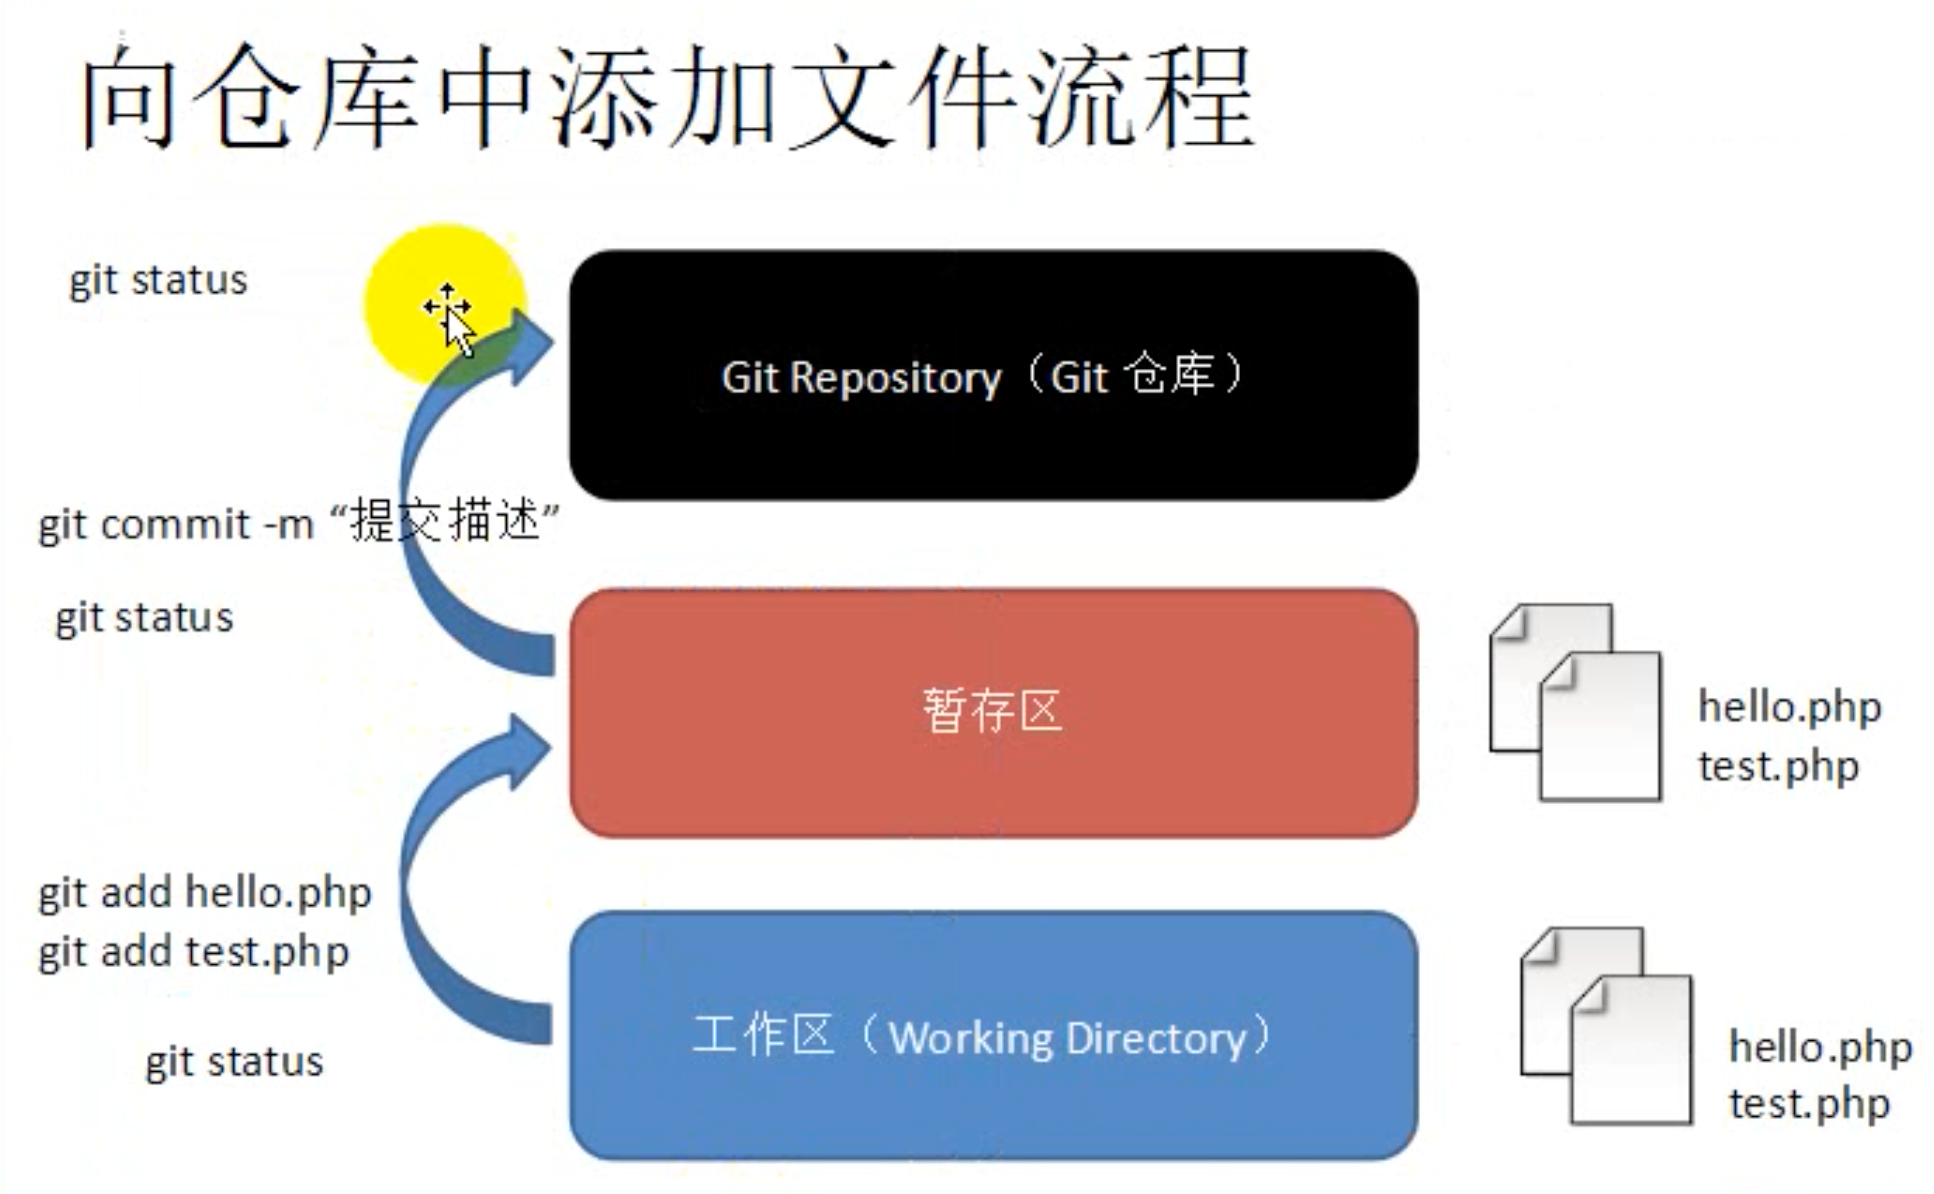 向仓库中添加文件流程
git status
Git Repository（Git 仓库）
git commit -m “提交描述”
git status
暂存区
hello.php
test.php
git add hello.php
git add test.php
git status
工作区（Working Directory）
hello.php
test.php